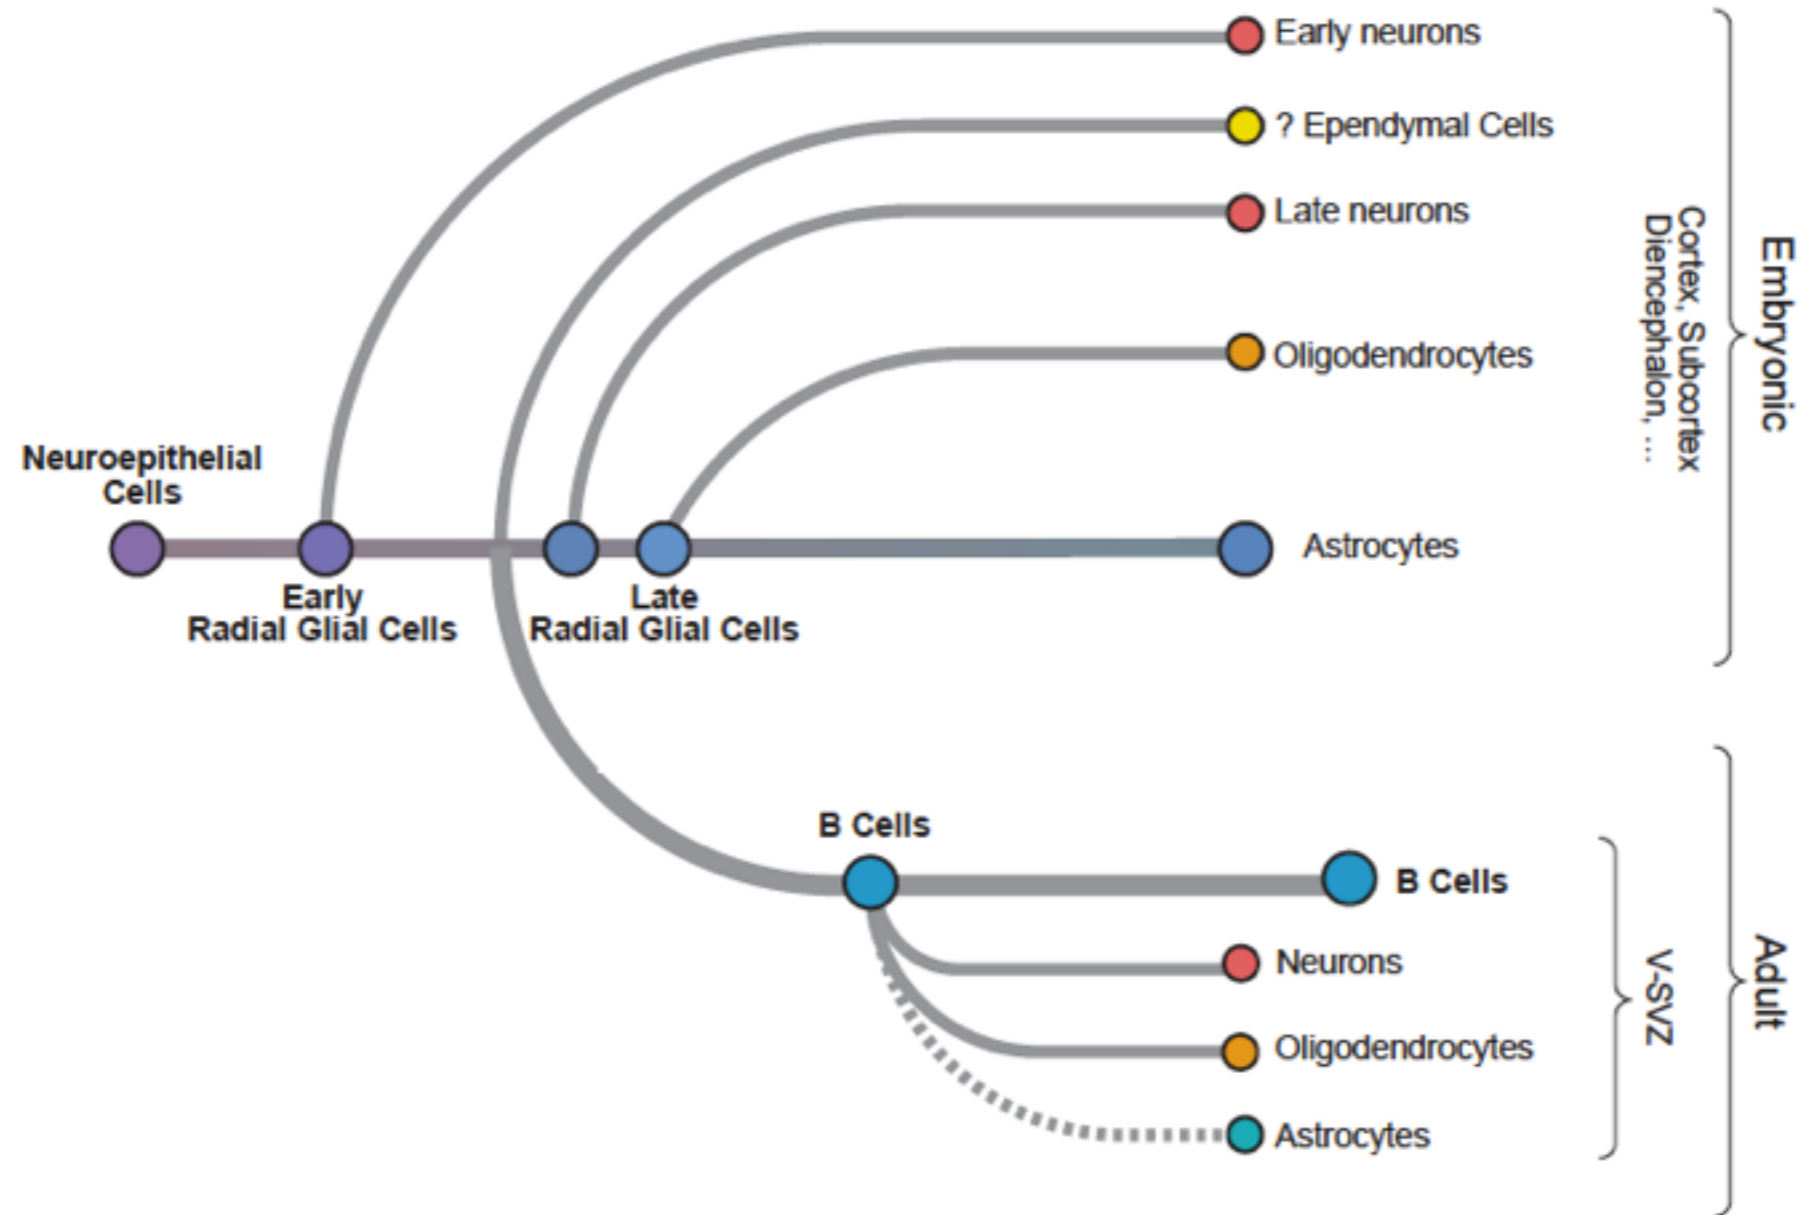 Early neurons
? Ependymal Cells
Late neurons
Oligodendrocytes
Neuroepithelial
Cells
Astrocytes
Early
Radial Glial Cells
Late
Radial Glial Cells
Cortex, Subcortex
Diencephalon, ...
Embryonic
B Cells
B Cells
Neurons
Oligodendrocytes
Astrocytes
V-SVZ
Adult